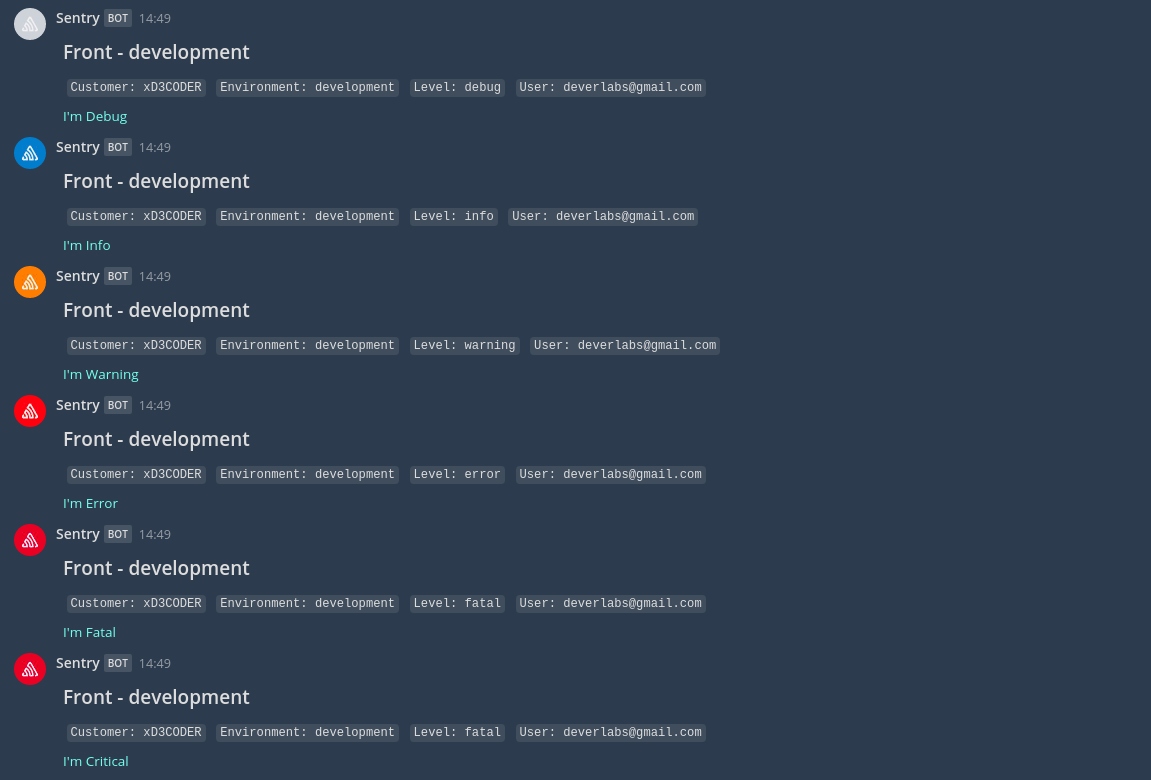 Sentry BOT 14:49
Front - development
Customer: xD3CODER Environment: development Level: debug User: deverlabs@gmail.com
I'm Debug
Sentry BOT 14:49
Front - development
Customer: xD3CODER Environment: development Level: info User: deverlabs@gmail.com
I'm Info
Sentry BOT 14:49
Front - development
Customer: xD3CODER Environment: development Level: warning User: deverlabs@gmail.com
I'm Warning
Sentry BOT 14:49
Front - development
Customer: xD3CODER Environment: development Level: error User: deverlabs@gmail.com
I'm Error
Sentry BOT 14:49
Front - development
Customer: xD3CODER Environment: development Level: fatal User: deverlabs@gmail.com
I'm Fatal
Sentry BOT 14:49
Front - development
Customer: xD3CODER Environment: development Level: fatal User: deverlabs@gmail.com
I'm Critical